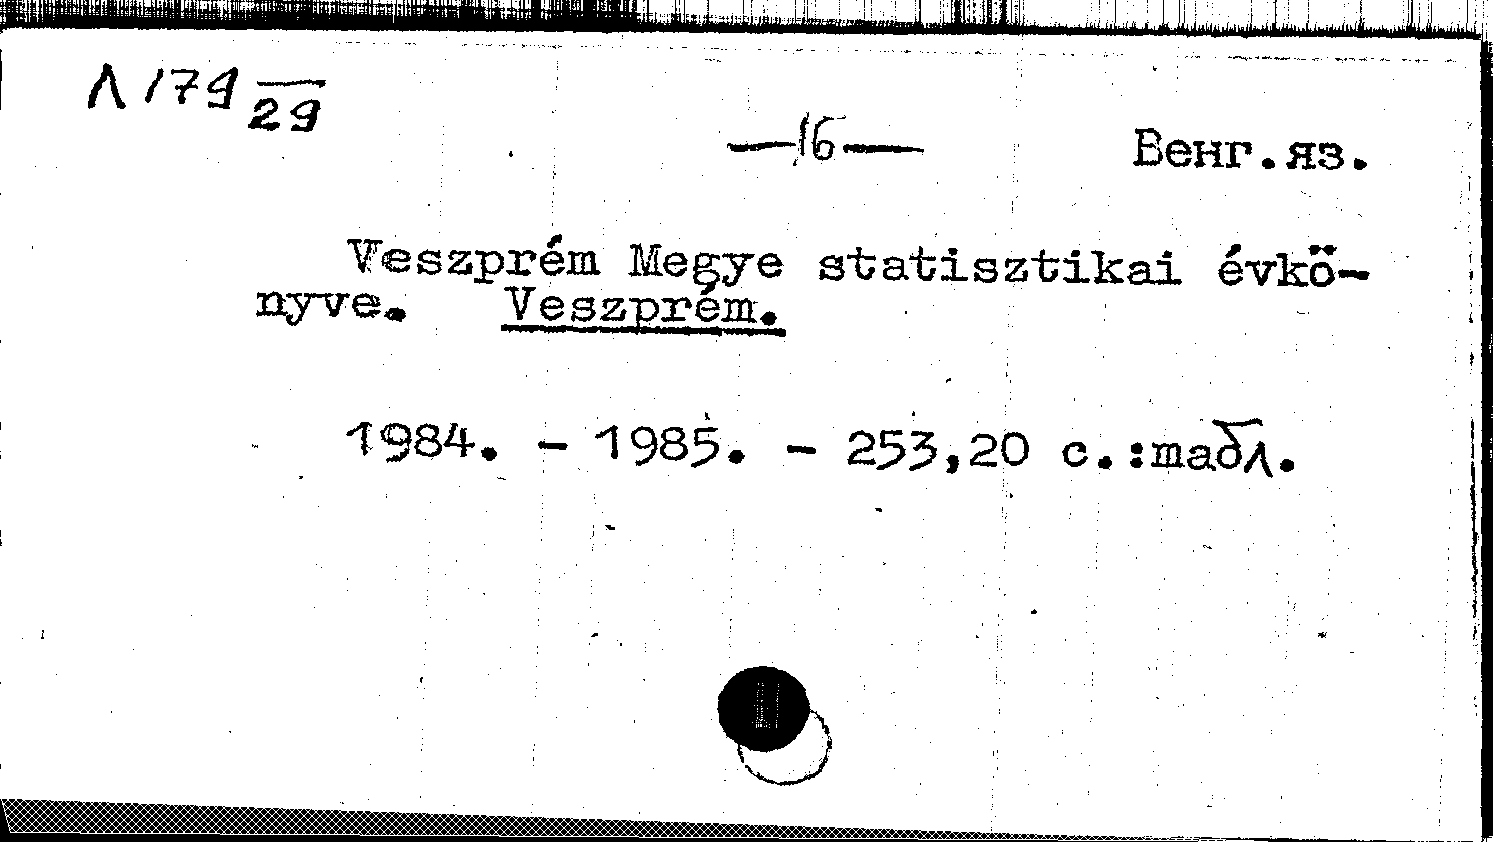 Л 179
29
—16—
Венг.яз.
Veszprém Megye statisztikai évkö-
nyve. Veszprém.
1984. - 1985. - 253,20 с.:табл.